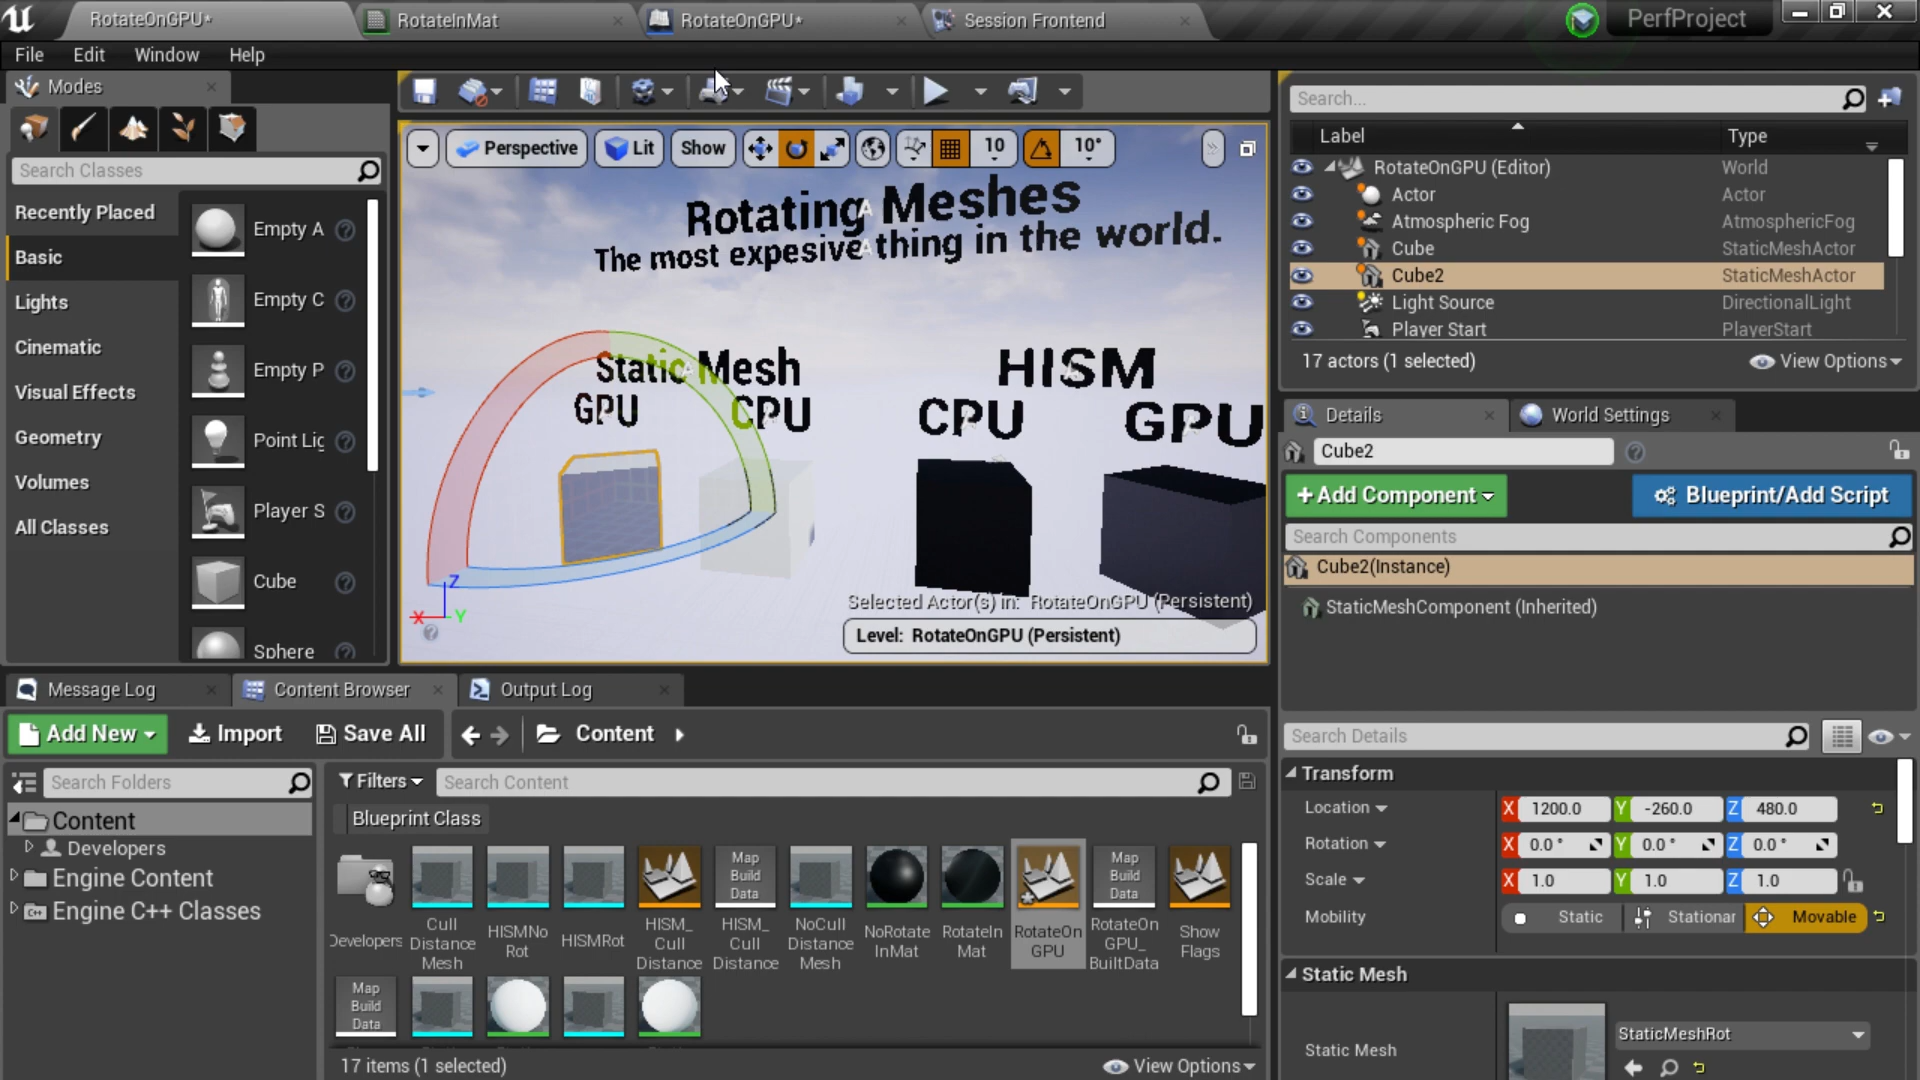 RotateOnGPU*
RotateInMat
RotateOnGPU*
Session Frontend
PerfProject
File
Edit
Window
Help
Modes
Search Classes
Recently Placed
Basic
Lights
Cinematic
Visual Effects
Geometry
Volumes
All Classes
Empty A
Empty C
Empty P
Point Lig
Player S
Cube
Sphere
Perspective
Lit
Show
10
10°
Rotating Meshes
The most expesive thing in the world.
Static Mesh
HISM
GPU
CPU
CPU
GPU
Z
X
Y
Selected Actor(s) in: RotateOnGPU (Persistent)
Level: RotateOnGPU (Persistent)
Search...
Label
Type
RotateOnGPU (Editor)
World
Actor
Actor
Atmospheric Fog
AtmosphericFog
Cube
StaticMeshActor
Cube2
StaticMeshActor
Light Source
DirectionalLight
Player Start
PlayerStart
17 actors (1 selected)
View Options
Details
World Settings
Cube2
+Add Component
Blueprint/Add Script
Search Components
Cube2(Instance)
StaticMeshComponent (Inherited)
Search Details
Transform
Location
X 1200.0 Y -260.0 Z 480.0
Rotation
X 0.0 ° Y 0.0 ° Z 0.0 °
Scale
X 1.0 Y 1.0 Z 1.0
Mobility
Static
Stationar
Movable
Static Mesh
Static Mesh
StaticMeshRot
Message Log
Content Browser
Output Log
Add New
Import
Save All
Content
Search Folders
Filters
Search Content
Content
Developers
Engine Content
Engine C++ Classes
Blueprint Class
Developers
Cull
Distance
Mesh
HISMNo
Rot
HISMRot
HISM_
Cull
Distance
Map
Build
Data
HISM_
Cull
Distance
NoCull
Distance
Mesh
NoRotate
InMat
RotateIn
Mat
RotateOn
GPU
Map
Build
Data
RotateOn
GPU_
BuiltData
Show
Flags
Map
Build
Data
17 items (1 selected)
View Options